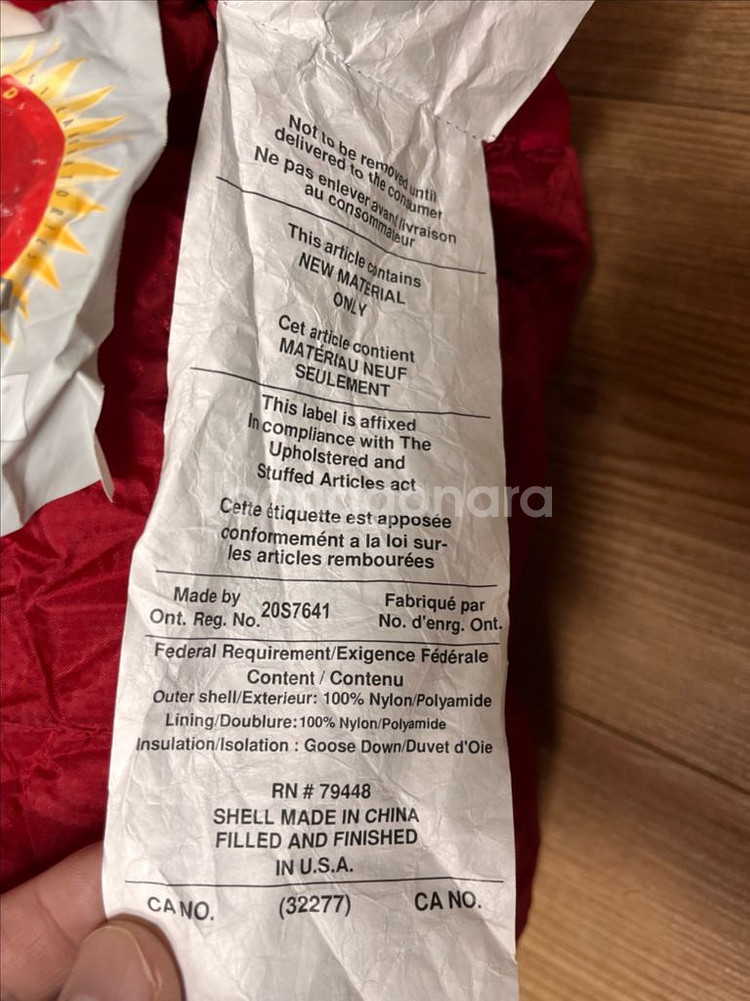 Not to be removed until
delivered to the consumer
Ne pas enlever avant livraison
au consommateur
This article contains
NEW MATERIAL
ONLY
Cet article contient
MATÉRIAU NEUF
SEULEMENT
This label is affixed
In compliance with The
Upholstered and
Stuffed Articles act
Cette étiquette est apposée
conformemént a la loi sur-
les articles rembourées
Made by
Ont. Reg. No. 20S7641
Fabriqué par
No. d'enrg. Ont.
Federal Requirement/Exigence Fédérale
Content / Contenu
Outer shell/Exterieur: 100% Nylon/Polyamide
Lining/Doublure: 100% Nylon/Polyamide
Insulation/Isolation : Goose Down/Duvet d'Oie
RN # 79448
SHELL MADE IN CHINA
FILLED AND FINISHED
IN U.S.A.
CA NO. (32277) CA NO.